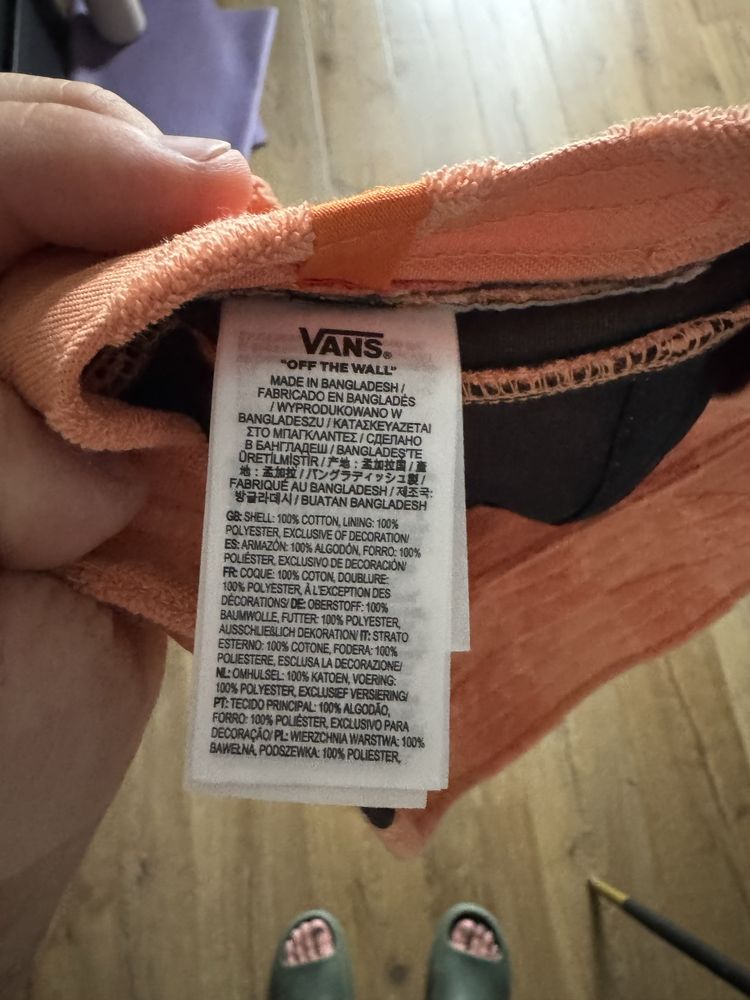 VANS®
"OFF THE WALL"
MADE IN BANGLADESH /
FABRICADO EN BANGLADÉS
/ WYPRODUKOWANO W
BANGLADESZU / ΚΑΤΑΣΚΕΥΑΖΕΤΑΙ
ΣΤΟ ΜΠΑΓΚΛΑΝΤΕΣ / СДЕЛАНО
В БАНГЛАДЕШ / BANGLADEŞ'TE
ÜRETİLMİŞTİR / 产地：孟加拉国 / 產
地：孟加拉 / バングラディッシュ製 /
FABRIQUÉ AU BANGLADESH / 제조국:
방글라데시 / BUATAN BANGLADESH
GB: SHELL: 100% COTTON, LINING: 100%
POLYESTER, EXCLUSIVE OF DECORATION/
ES: ARMAZÓN: 100% ALGODÓN, FORRO: 100%
POLIÉSTER, EXCLUSIVO DE DECORACIÓN/
FR: COQUE: 100% COTON, DOUBLURE:
100% POLYESTER, À L'EXCEPTION DES
DÉCORATIONS/ DE: OBERSTOFF: 100%
BAUMWOLLE, FUTTER: 100% POLYESTER,
AUSSCHLIEßLICH DEKORATION/ IT: STRATO
ESTERNO: 100% COTONE, FODERA: 100%
POLIESTERE, ESCLUSA LA DECORAZIONE/
NL: OMHULSEL: 100% KATOEN, VOERING:
100% POLYESTER, EXCLUSIEF VERSIERING/
PT: TECIDO PRINCIPAL: 100% ALGODÃO,
FORRO: 100% POLIÉSTER, EXCLUSIVO PARA
DECORAÇÃO/ PL: WIERZCHNIA WARSTWA: 100%
BAWEŁNA, PODSZEWKA: 100% POLIESTER,